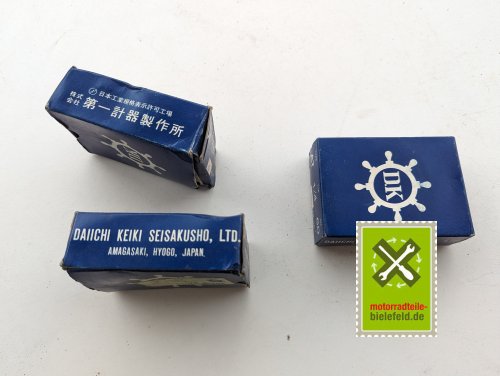 日本工業規格表示許可工場
株式会社 第一計器製作所
DAIICHI KEIKI SEISAKUSHO, LTD.
AMAGASAKI, HYOGO, JAPAN.
DK
DAIICHI
motorradteile-
bielefeld.de